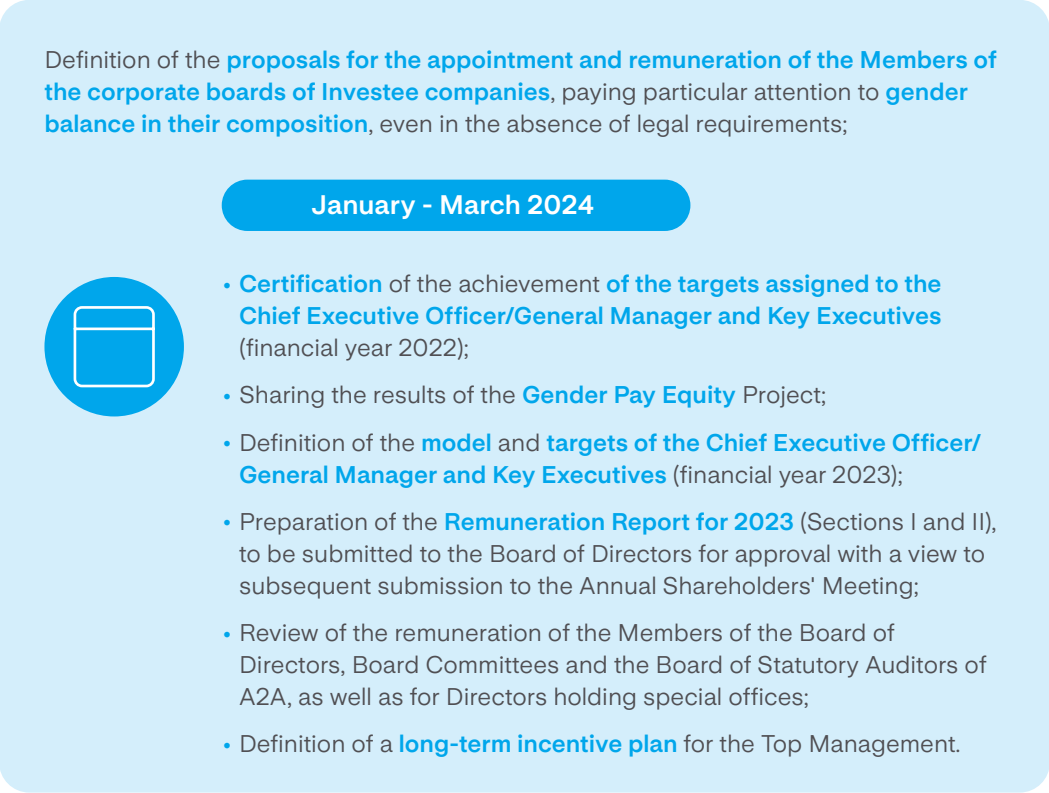 Definition of the proposals for the appointment and remuneration of the Members of
the corporate boards of Investee companies, paying particular attention to gender
balance in their composition, even in the absence of legal requirements;
January - March 2024
• Certification of the achievement of the targets assigned to the
Chief Executive Officer/General Manager and Key Executives
(financial year 2022);
• Sharing the results of the Gender Pay Equity Project;
• Definition of the model and targets of the Chief Executive Officer/
General Manager and Key Executives (financial year 2023);
• Preparation of the Remuneration Report for 2023 (Sections I and II),
to be submitted to the Board of Directors for approval with a view to
subsequent submission to the Annual Shareholders' Meeting;
• Review of the remuneration of the Members of the Board of
Directors, Board Committees and the Board of Statutory Auditors of
A2A, as well as for Directors holding special offices;
• Definition of a long-term incentive plan for the Top Management.